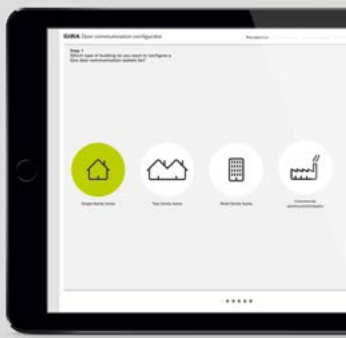 GIRA Door communication configurator
Step 1
Which type of building do you want to configure a
Gira door communication system for?
Single-family home
Two-family home
Multi-family home
Commercial